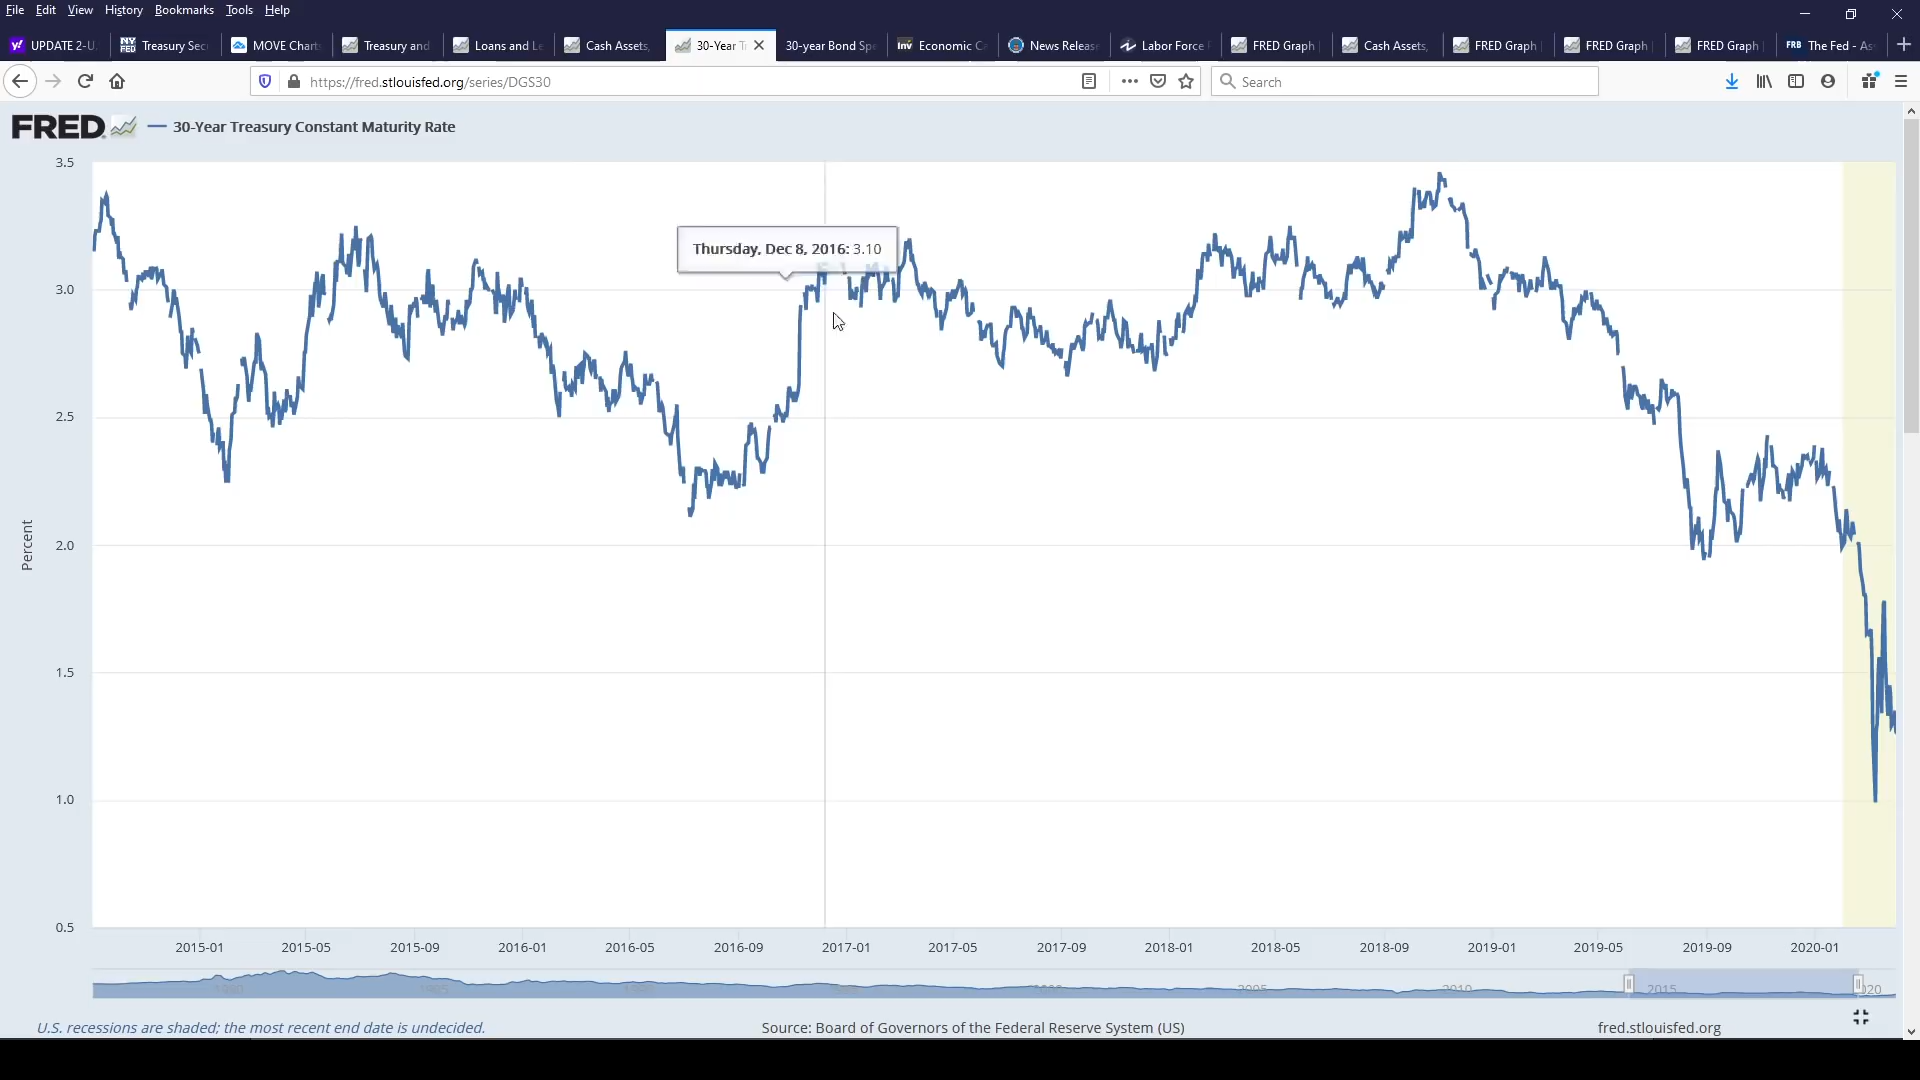 File Edit View History Bookmarks Tools Help
UPDATE 2-U. Treasury Sec MOVE Chart Treasury and Loans and Le Cash Assets, 30-Year T 30-year Bond Spe Economic C News Releas Labor Force FRED Graph Cash Assets, FRED Graph FRED Graph FRED Graph The Fed - As
https://fred.stlouisfed.org/series/DGS30
Search
FRED 30-Year Treasury Constant Maturity Rate
3.5
Thursday, Dec 8, 2016: 3.10
3.0
2.5
Percent
2.0
1.5
1.0
0.5
2015-01 2015-05 2015-09 2016-01 2016-05 2016-09 2017-01 2017-05 2017-09 2018-01 2018-05 2018-09 2019-01 2019-05 2019-09 2020-01
2005 2010 2015
U.S. recessions are shaded; the most recent end date is undecided.
Source: Board of Governors of the Federal Reserve System (US)
fred.stlouisfed.org